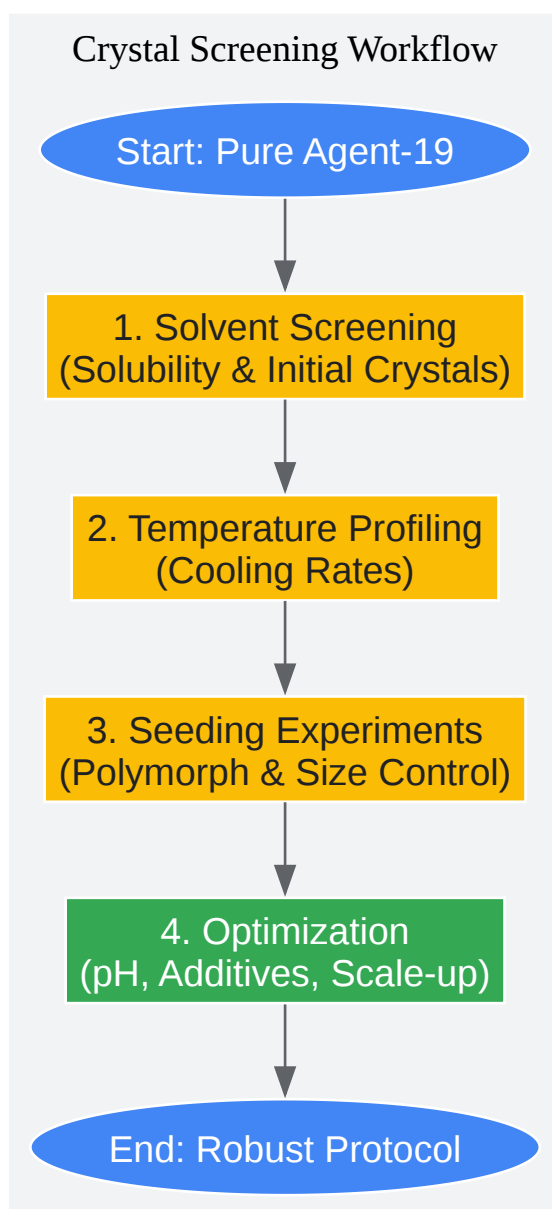 Crystal Screening Workflow
Start: Pure Agent-19
1. Solvent Screening
(Solubility & Initial Crystals)
2. Temperature Profiling
(Cooling Rates)
3. Seeding Experiments
(Polymorph & Size Control)
4. Optimization
(pH, Additives, Scale-up)
End: Robust Protocol